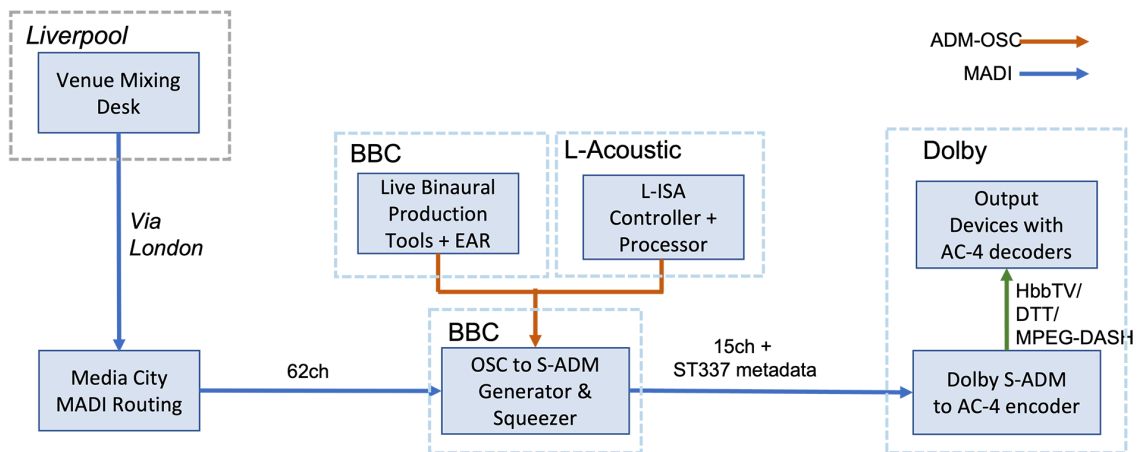 Liverpool
Venue Mixing
Desk
ADM-OSC
MADI
Via
London
BBC
Live Binaural
Production
Tools + EAR
L-Acoustic
L-ISA
Controller +
Processor
Dolby
Output
Devices with
AC-4 decoders
HbbTV/
DTT/
MPEG-DASH
Media City
MADI Routing
62ch
BBC
OSC to S-ADM
Generator &
Squeezer
15ch +
ST337 metadata
Dolby S-ADM
to AC-4 encoder